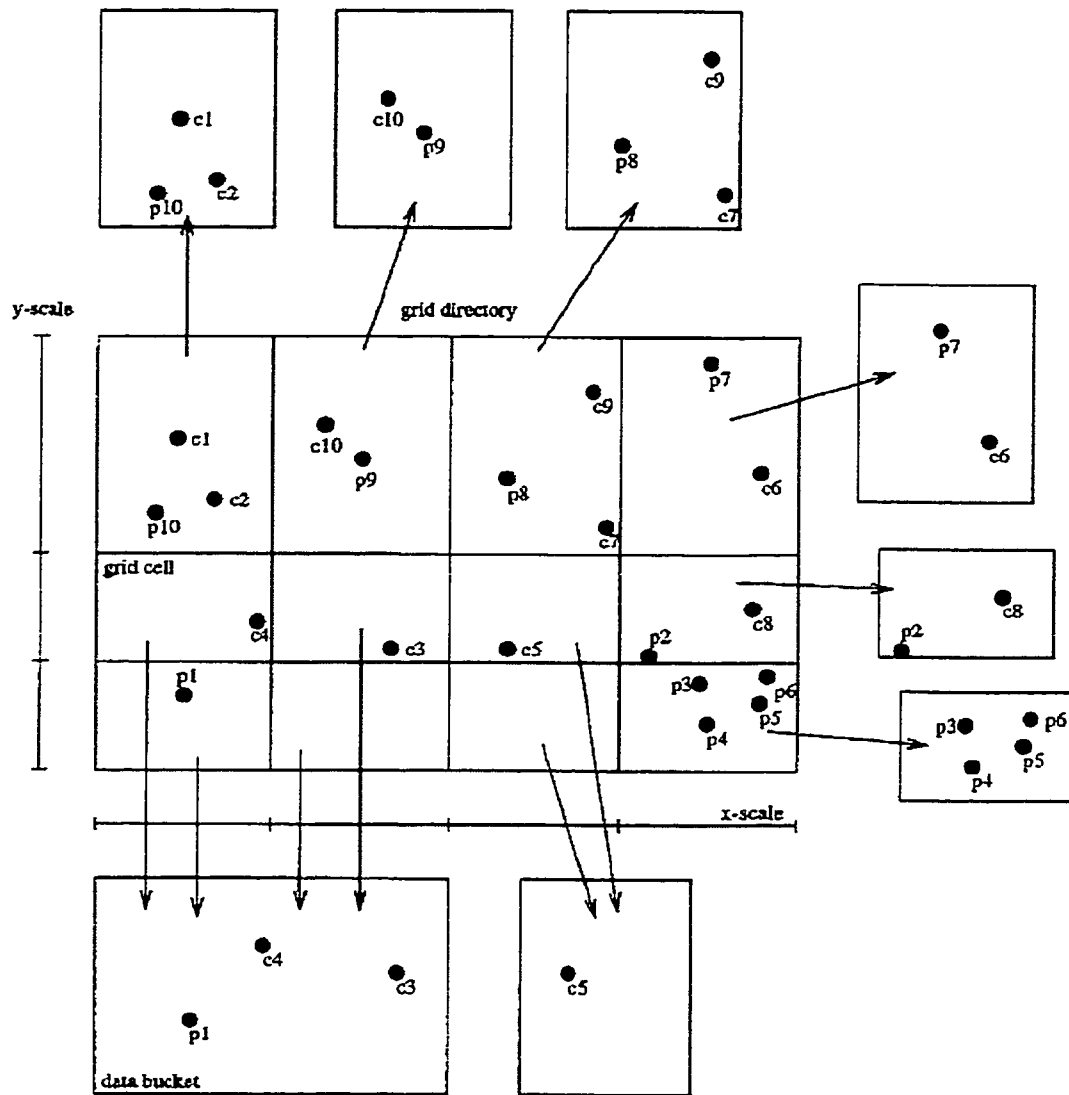 c1
c2
p10
c10
p9
c9
p8
c7
y-scale
grid directory
p7
c6
c1
c2
p10
c10
p9
c9
p8
c7
p7
c6
grid cell
c4
c3
c5
p2
c8
p2
c8
p1
p3
p6
p5
p4
p3
p6
p5
p4
x-scale
c4
c3
p1
data bucket
c5